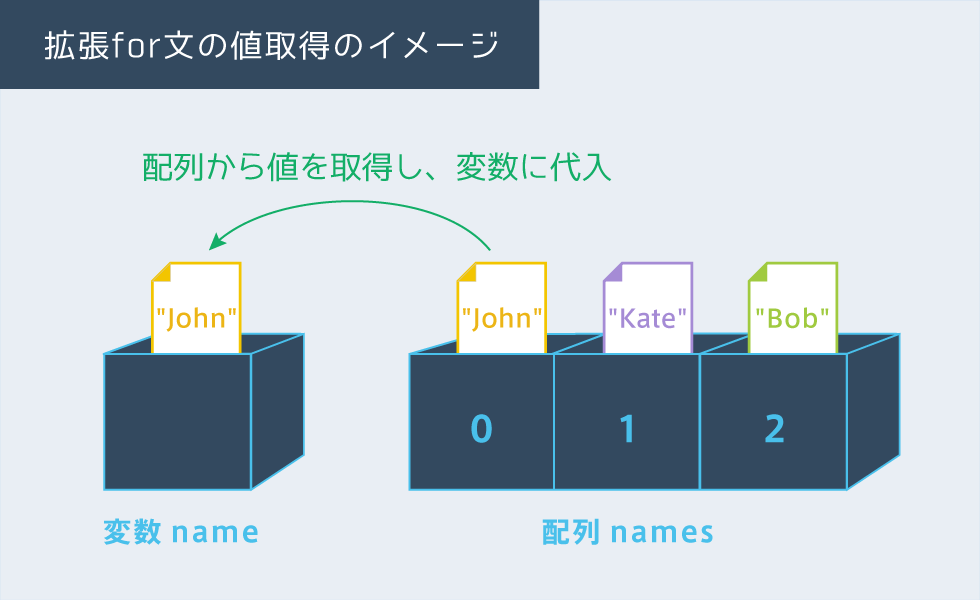 拡張for文の値取得のイメージ
配列から値を取得し、変数に代入
"John"
"John"
"Kate"
"Bob"
0
1
2
変数 name
配列 names